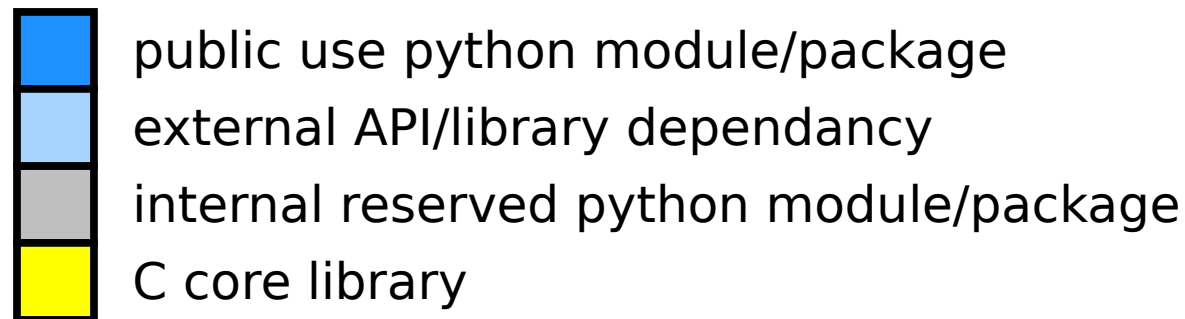 public use python module/package
external API/library dependancy
internal reserved python module/package
C core library